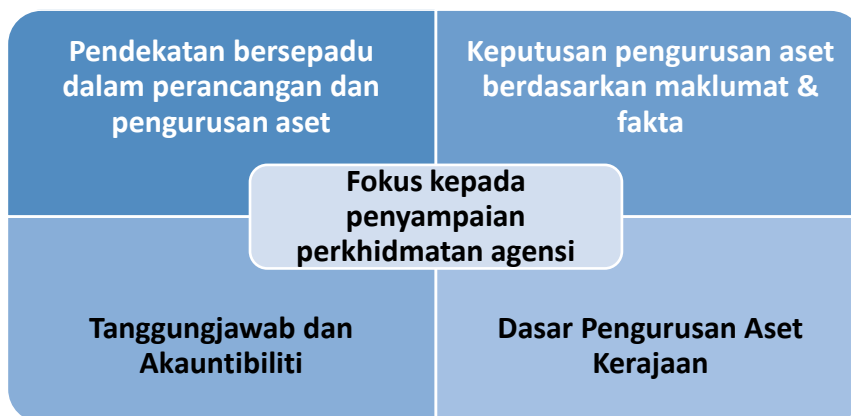 Pendekatan bersepadu
dalam perancangan dan
pengurusan aset
Keputusan pengurusan aset
berdasarkan maklumat &
fakta
Fokus kepada
penyampaian
perkhidmatan agensi
Tanggungjawab dan
Akauntibiliti
Dasar Pengurusan Aset
Kerajaan